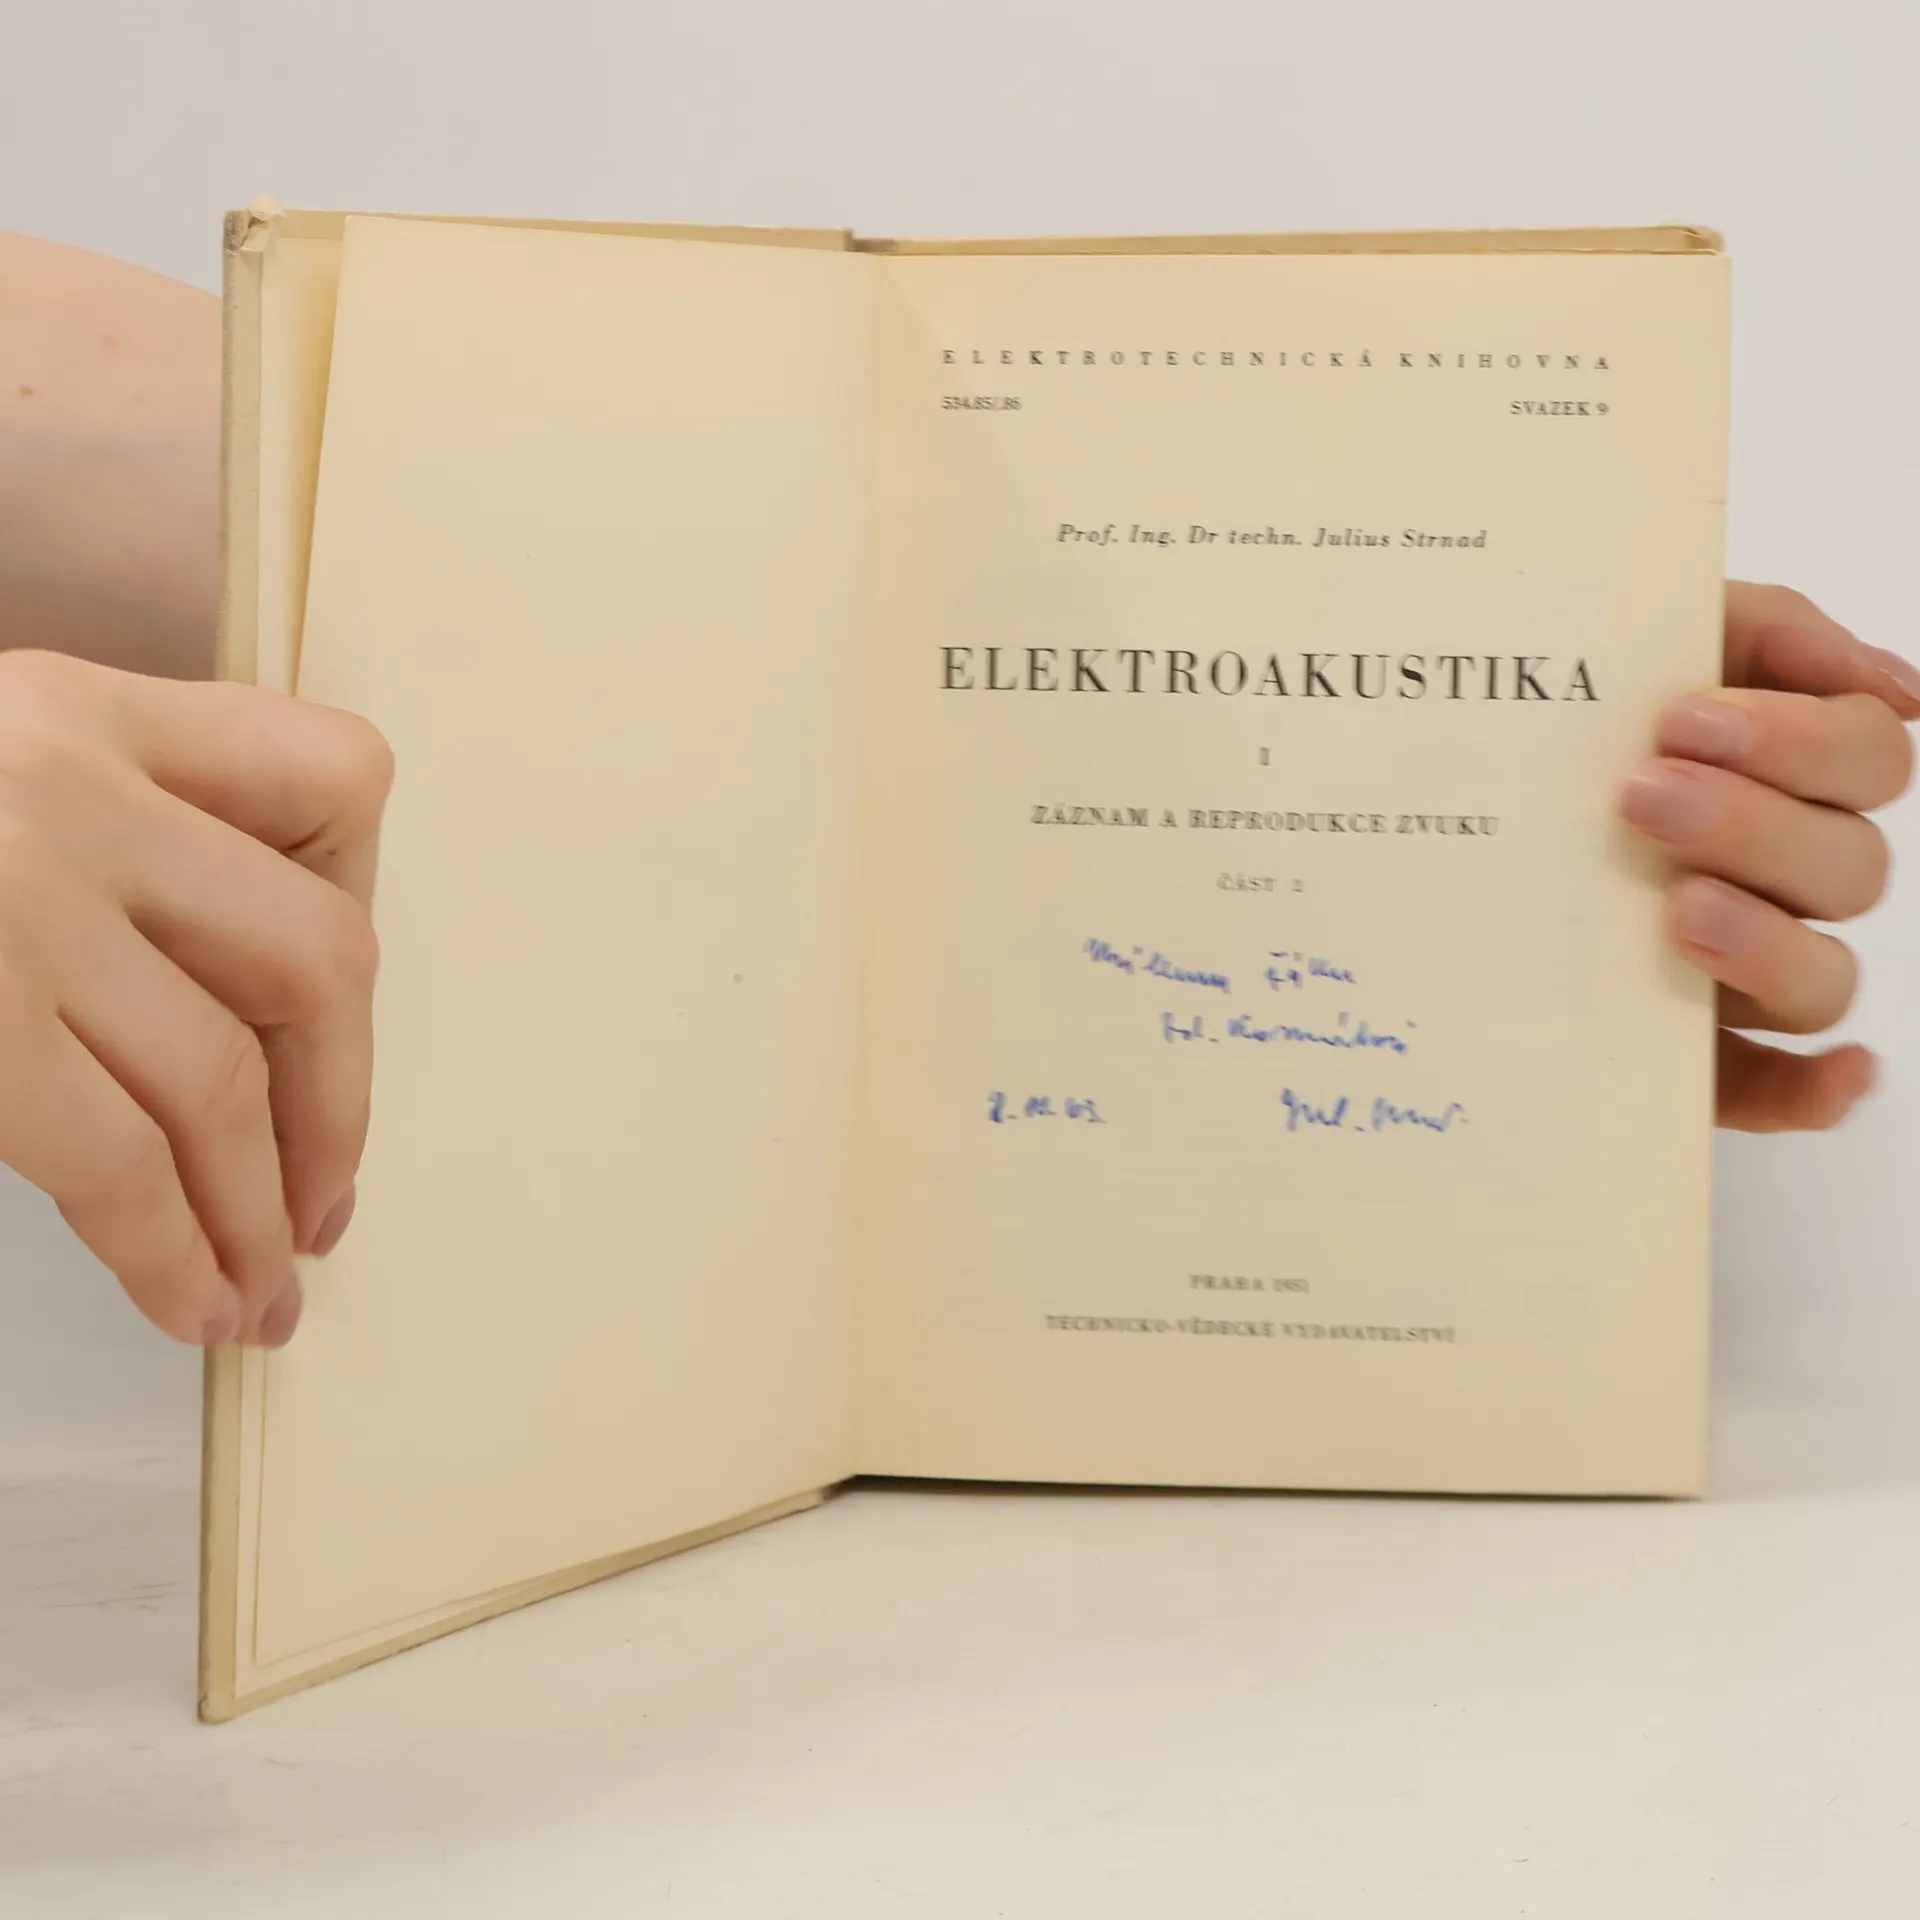 ELEKTROTECHNICKÁ KNIHOVNA
534.85/.86
SVAZEK 9
Prof. Ing. Dr techn. Julius Strnad
ELEKTROAKUSTIKA
I
ZÁZNAM A REPRODUKCE ZVUKU
ČÁST 2
PRAHA
TECHNICKO-VĚDECKÉ VYDAVATELSTVÍ